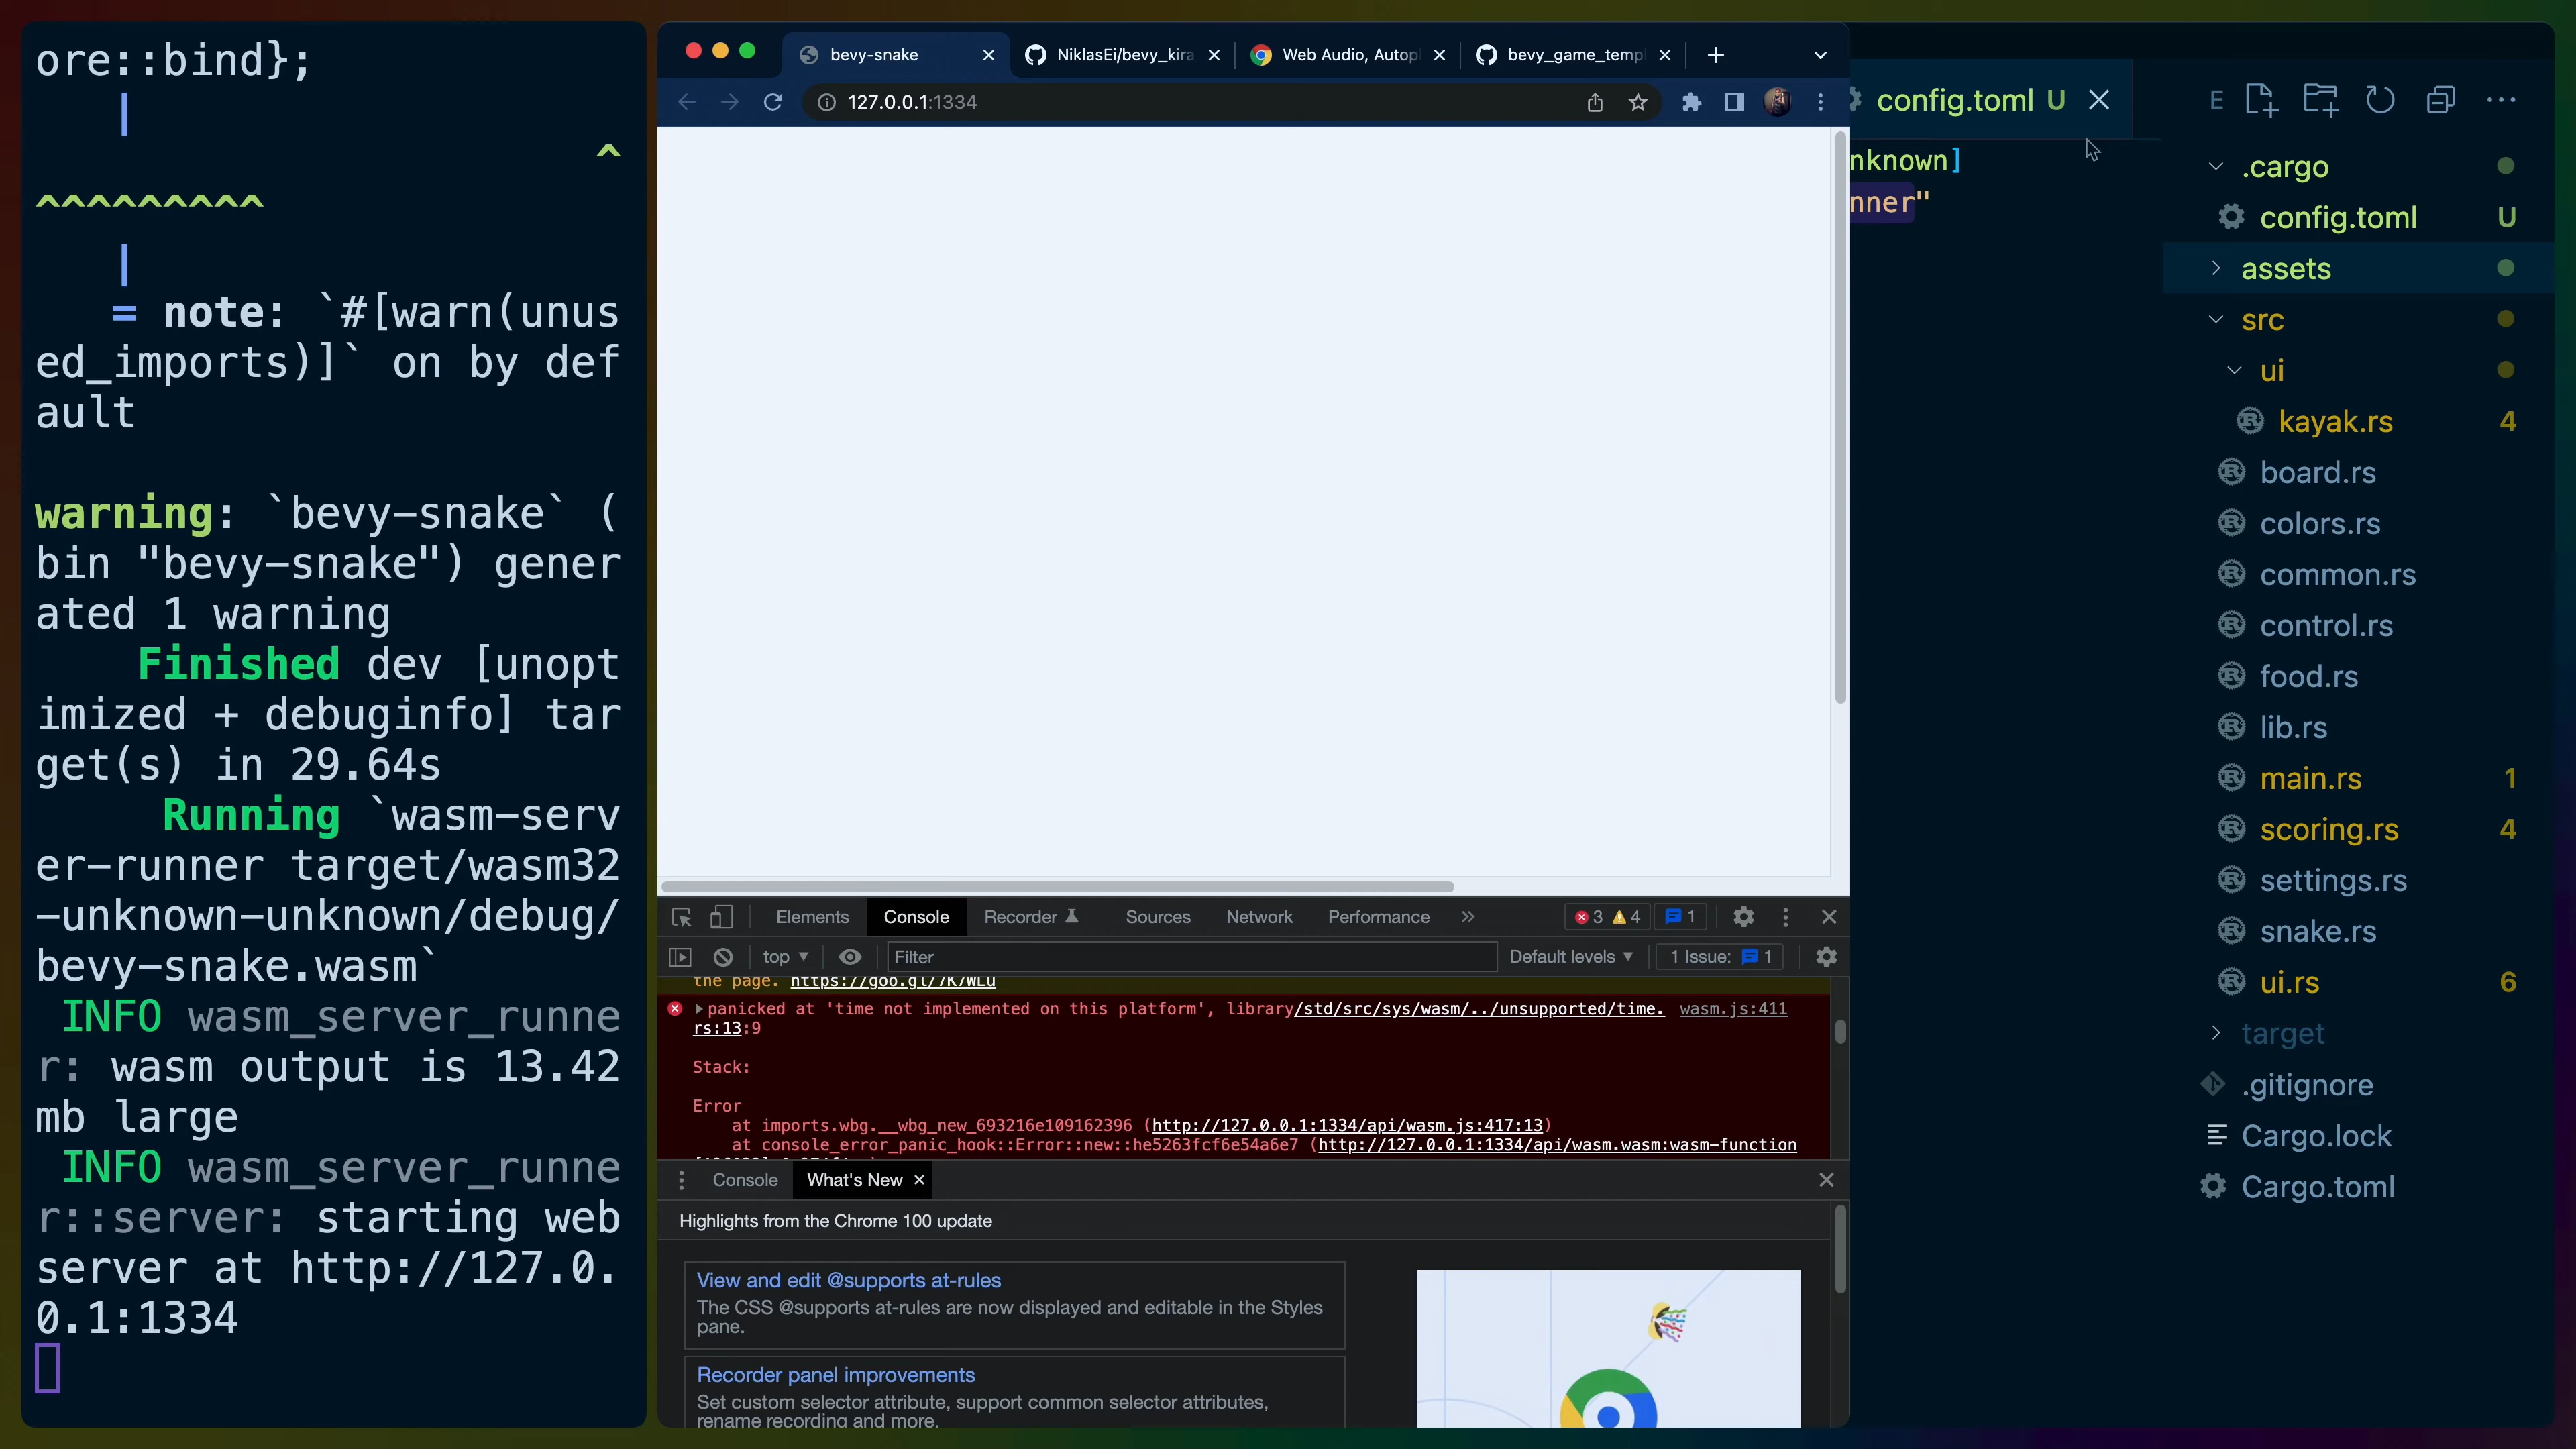 ore::bind};
|
^
^^^^^^^^^
|
= note: `#[warn(unus
ed_imports)]` on by def
ault
warning: `bevy-snake` (
bin "bevy-snake") gener
ated 1 warning
Finished dev [unopt
imized + debuginfo] tar
get(s) in 29.64s
Running `wasm-serv
er-runner target/wasm32
-unknown-unknown/debug/
bevy-snake.wasm`
INFO wasm_server_runne
r: wasm output is 13.42
mb large
INFO wasm_server_runne
r::server: starting web
server at http://127.0.
0.1:1334
bevy-snake
NiklasEi/bevy_kira
Web Audio, Autop
bevy_game_templ
127.0.0.1:1334
Elements
Console
Recorder
Sources
Network
Performance
3
4
1
top
Filter
Default levels
1 Issue:
1
the page. https://goo.gl/7K7WLu
panicked at 'time not implemented on this platform', library/std/src/sys/wasm/../unsupported/time. wasm.js:411
rs:13:9
Stack:
Error
at imports.wbg.__wbg_new_693216e109162396 (http://127.0.0.1:1334/api/wasm.js:417:13)
at console_error_panic_hook::Error::new::he5263fcf6e54a6e7 (http://127.0.0.1:1334/api/wasm.wasm:wasm-function
Console
What's New
Highlights from the Chrome 100 update
View and edit @supports at-rules
The CSS @supports at-rules are now displayed and editable in the Styles
pane.
Recorder panel improvements
Set custom selector attribute, support common selector attributes,
rename recording and more.
config.toml U
nknown]
nner"
E
.cargo
config.toml U
assets
src
ui
kayak.rs 4
board.rs
colors.rs
common.rs
control.rs
food.rs
lib.rs
main.rs 1
scoring.rs 4
settings.rs
snake.rs
ui.rs 6
target
.gitignore
Cargo.lock
Cargo.toml